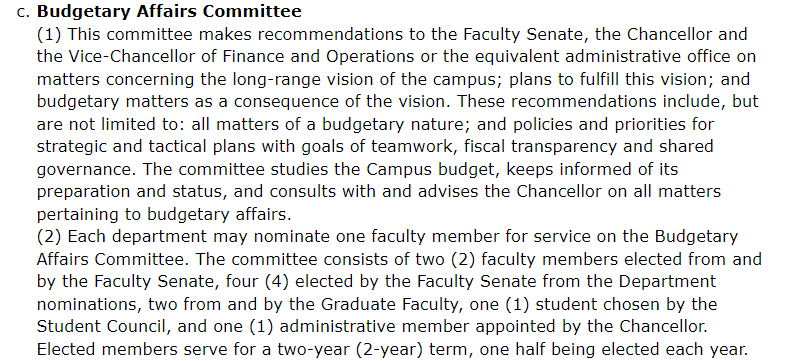 c. Budgetary Affairs Committee
(1) This committee makes recommendations to the Faculty Senate, the Chancellor and
the Vice-Chancellor of Finance and Operations or the equivalent administrative office on
matters concerning the long-range vision of the campus; plans to fulfill this vision; and
budgetary matters as a consequence of the vision. These recommendations include, but
are not limited to: all matters of a budgetary nature; and policies and priorities for
strategic and tactical plans with goals of teamwork, fiscal transparency and shared
governance. The committee studies the Campus budget, keeps informed of its
preparation and status, and consults with and advises the Chancellor on all matters
pertaining to budgetary affairs.
(2) Each department may nominate one faculty member for service on the Budgetary
Affairs Committee. The committee consists of two (2) faculty members elected from and
by the Faculty Senate, four (4) elected by the Faculty Senate from the Department
nominations, two from and by the Graduate Faculty, one (1) student chosen by the
Student Council, and one (1) administrative member appointed by the Chancellor.
Elected members serve for a two-year (2-year) term, one half being elected each year.